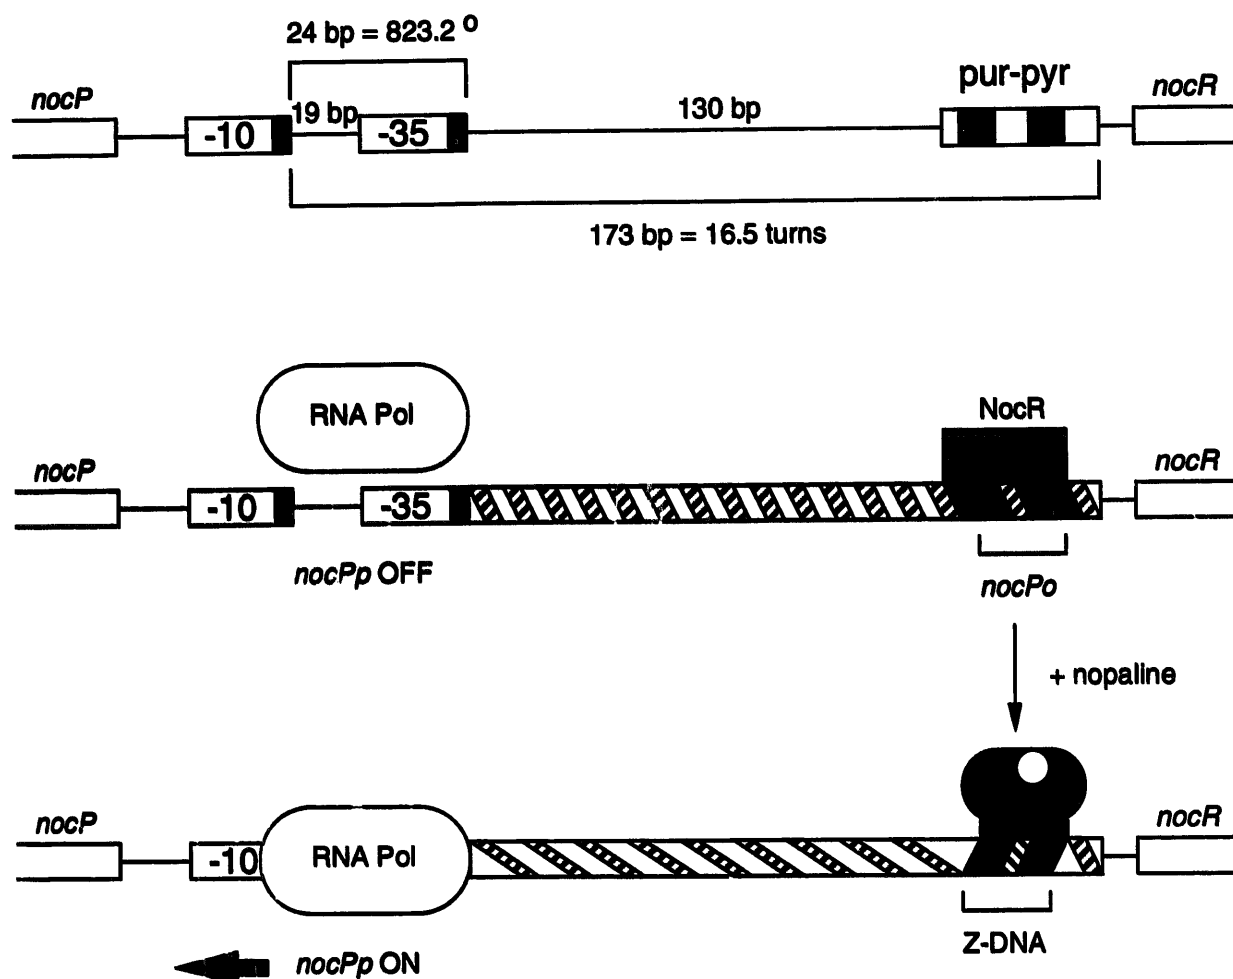 24 bp = 823.2 º
nocP
19 bp
130 bp
pur-pyr
nocR
-10
-35
173 bp = 16.5 turns
RNA Pol
NocR
nocP
nocR
-10
-35
nocPp OFF
nocPo
+ nopaline
nocP
nocR
-10
RNA Pol
Z-DNA
nocPp ON